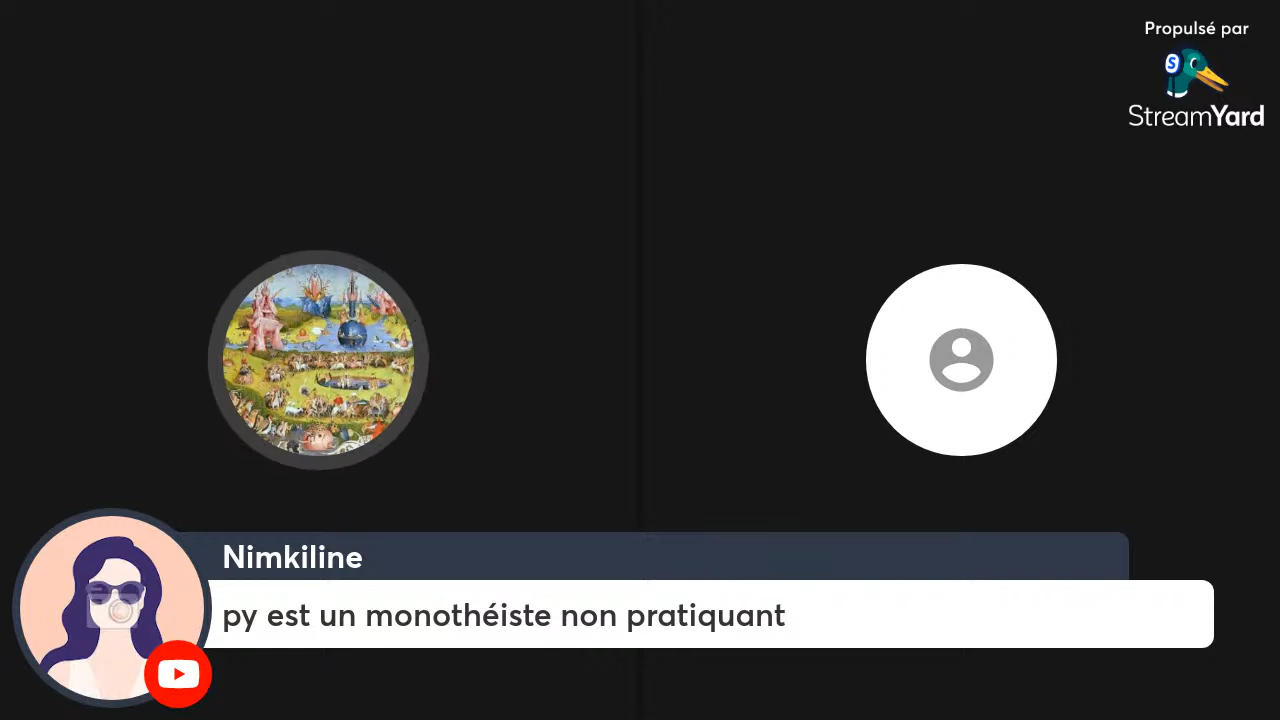 Propulsé par
S
StreamYard
Nimkiline
py est un monothéiste non pratiquant